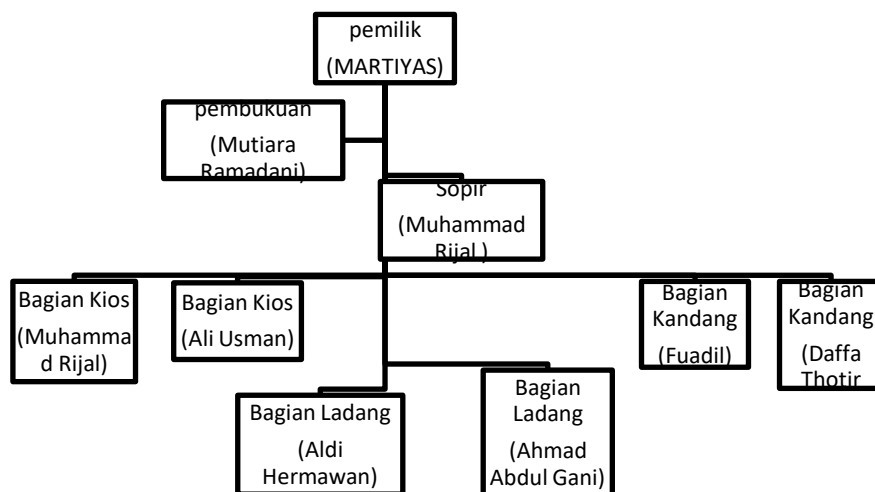 pemilik
(MARTIYAS)
pembukuan
(Mutiara
Ramadani)
Sopir
(Muhammad
Rijal )
Bagian Kios
(Muhamma
d Rijal)
Bagian Kios
(Ali Usman)
Bagian
Kandang
(Fuadil)
Bagian
Kandang
(Daffa
Thotir
Bagian Ladang
(Aldi
Hermawan)
Bagian
Ladang
(Ahmad
Abdul Gani)